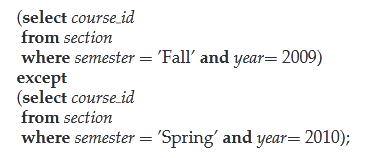 (select course_id
from section
where semester = ’Fall’ and year= 2009)
except
(select course_id
from section
where semester = ’Spring’ and year= 2010);